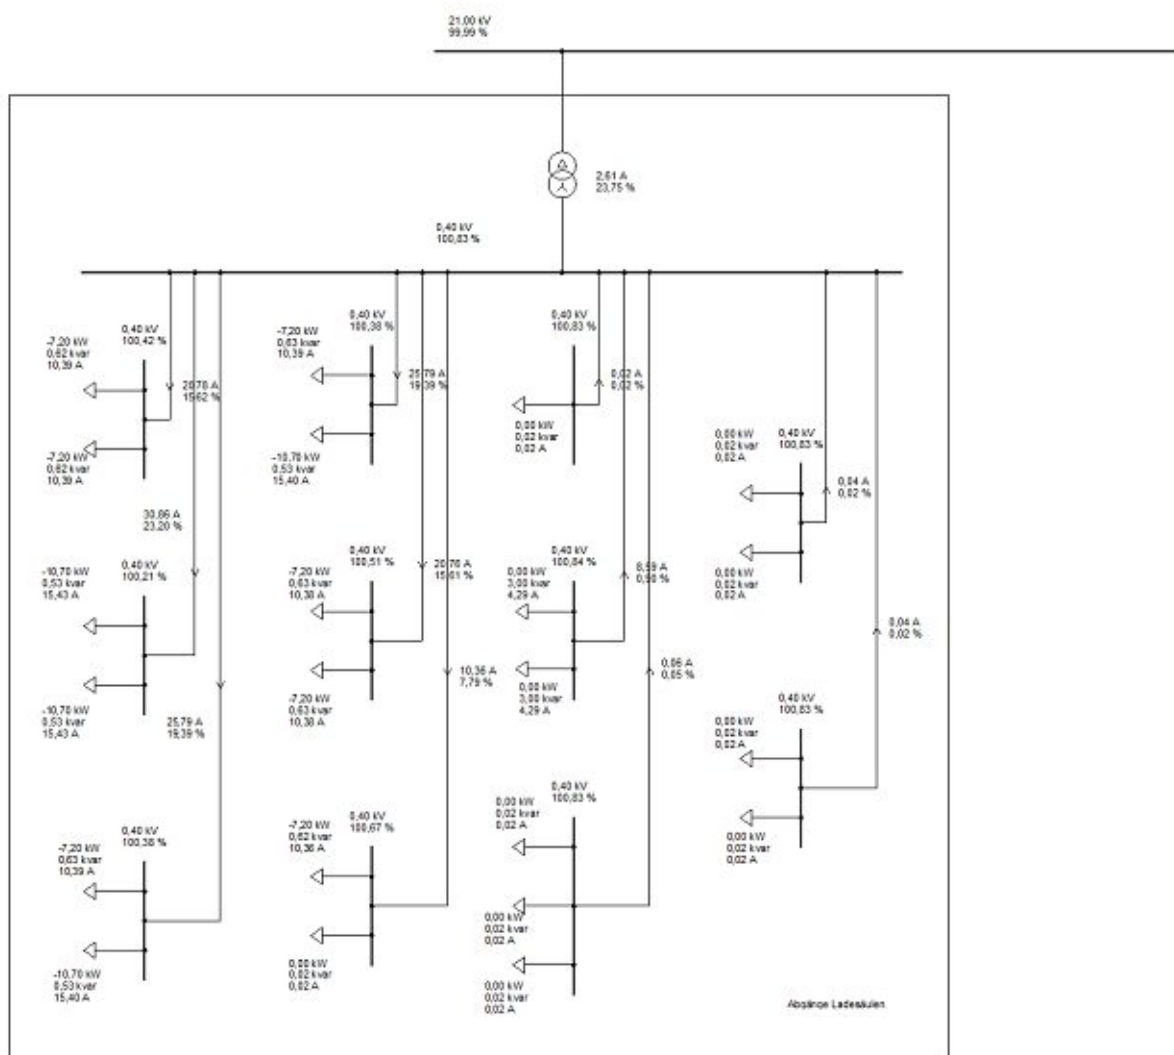 21,00 kV
99,99 %
2,61 A
23,75 %
0,40 kV
100,83 %
-7,20 kW
0,62 kvar
10,39 A
0,40 kV
100,42 %
20,78 A
15,62 %
-7,20 kW
0,62 kvar
10,39 A
30,86 A
23,20 %
-10,70 kW
0,53 kvar
15,43 A
0,40 kV
100,21 %
-10,70 kW
0,53 kvar
15,43 A
25,79 A
19,39 %
-7,20 kW
0,63 kvar
10,39 A
0,40 kV
100,38 %
-10,70 kW
0,53 kvar
15,40 A
-7,20 kW
0,63 kvar
10,39 A
0,40 kV
100,38 %
25,79 A
19,39 %
-10,70 kW
0,53 kvar
15,40 A
-7,20 kW
0,63 kvar
10,38 A
0,40 kV
100,51 %
20,76 A
15,61 %
-7,20 kW
0,63 kvar
10,38 A
10,36 A
7,79 %
-7,20 kW
0,62 kvar
10,36 A
0,40 kV
100,67 %
0,00 kW
0,02 kvar
0,02 A
0,40 kV
100,83 %
0,02 A
0,02 %
0,00 kW
0,02 kvar
0,02 A
0,00 kW
3,00 kvar
4,29 A
0,40 kV
100,84 %
8,59 A
0,90 %
0,00 kW
3,00 kvar
4,29 A
0,06 A
0,05 %
0,00 kW
0,02 kvar
0,02 A
0,40 kV
100,83 %
0,00 kW
0,02 kvar
0,02 A
0,00 kW
0,02 kvar
0,02 A
0,00 kW
0,02 kvar
0,02 A
0,40 kV
100,83 %
0,04 A
0,02 %
0,00 kW
0,02 kvar
0,02 A
0,04 A
0,02 %
0,00 kW
0,02 kvar
0,02 A
0,40 kV
100,83 %
0,00 kW
0,02 kvar
0,02 A
Abgänge Ladesäulen